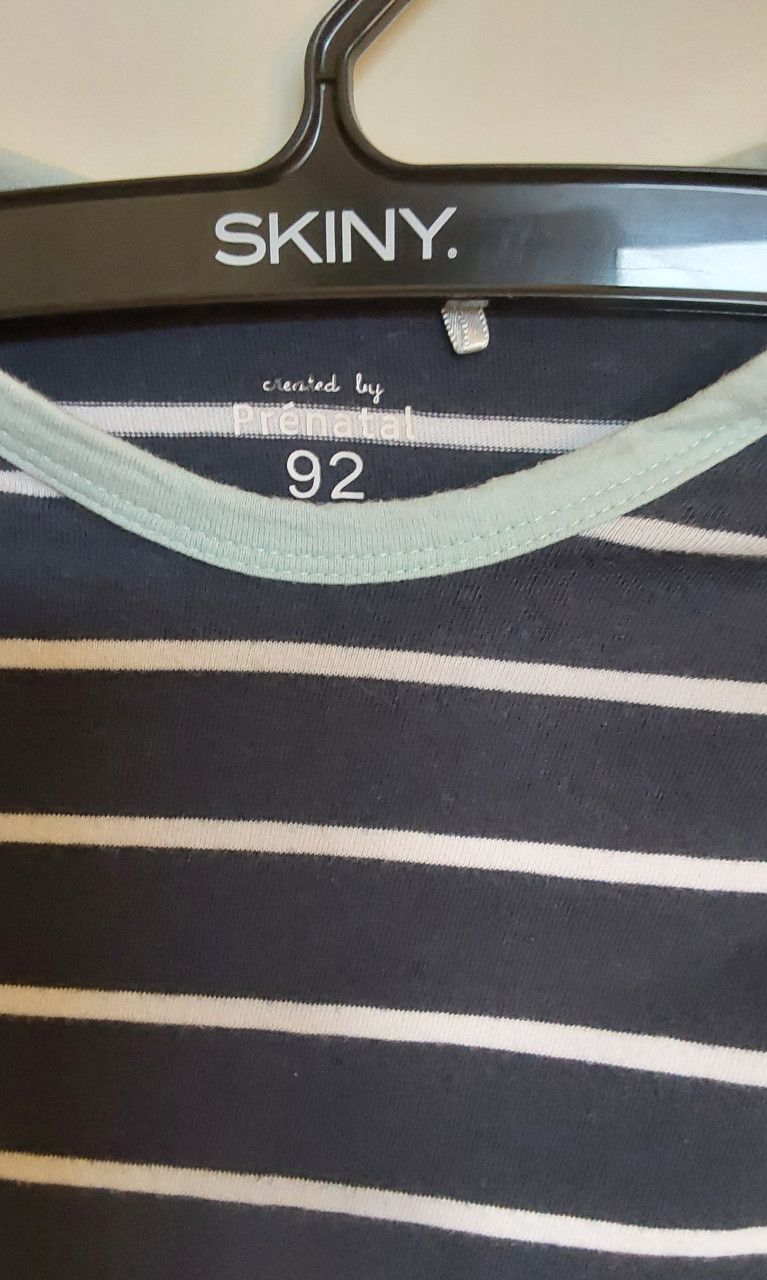 SKINY.
created by
Prénatal
92